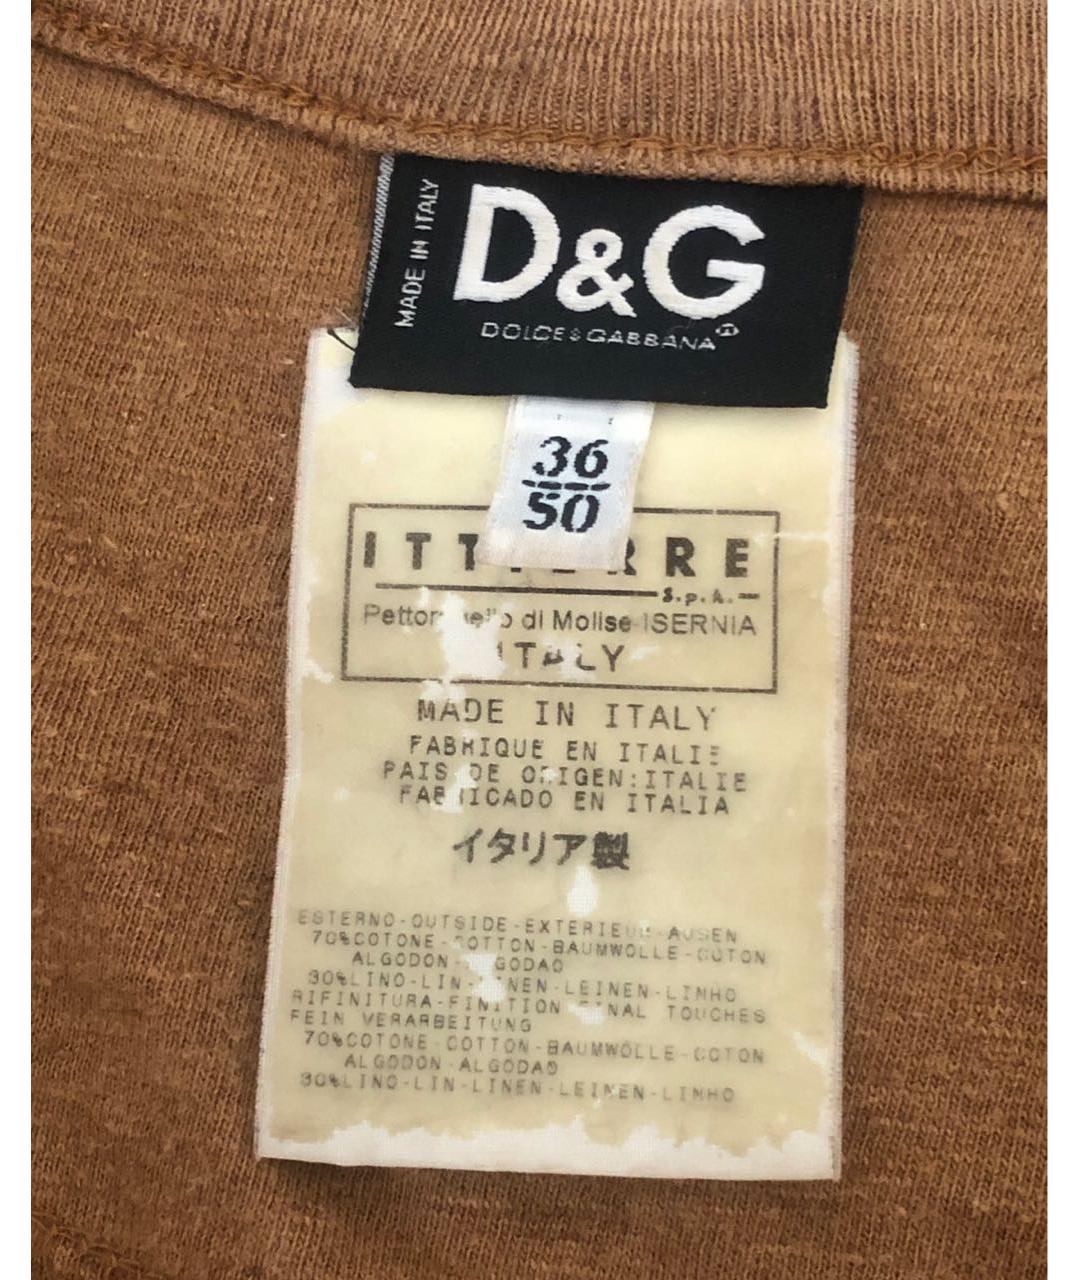 MADE IN ITALY
D&G
DOLCE&GABBANA
36
50
S.p.A.
di Molise ISERNIA
ITALY
MADE IN ITALY
FABRIQUE EN ITALIE
PAIS DE ORIGEN:ITALIE
FABRICADO EN ITALIA
イタリア製
ESTERNO-OUTSIDE-EXTERIEUR-AUSEN
70%COTONE-COTTON-BAUMWOLLE-COTON
ALGODON-ALGODAO
30%LINO-LIN-LINEN-LEINEN-LINHO
RIFINITURA-FINITION FINAL TOUCHES
FEIN VERARBEITUNG
70%COTONE-COTTON-BAUMWOLLE-COTON
ALGODON-ALGODAO
30%LINO-LIN-LINEN-LEINEN-LINHO